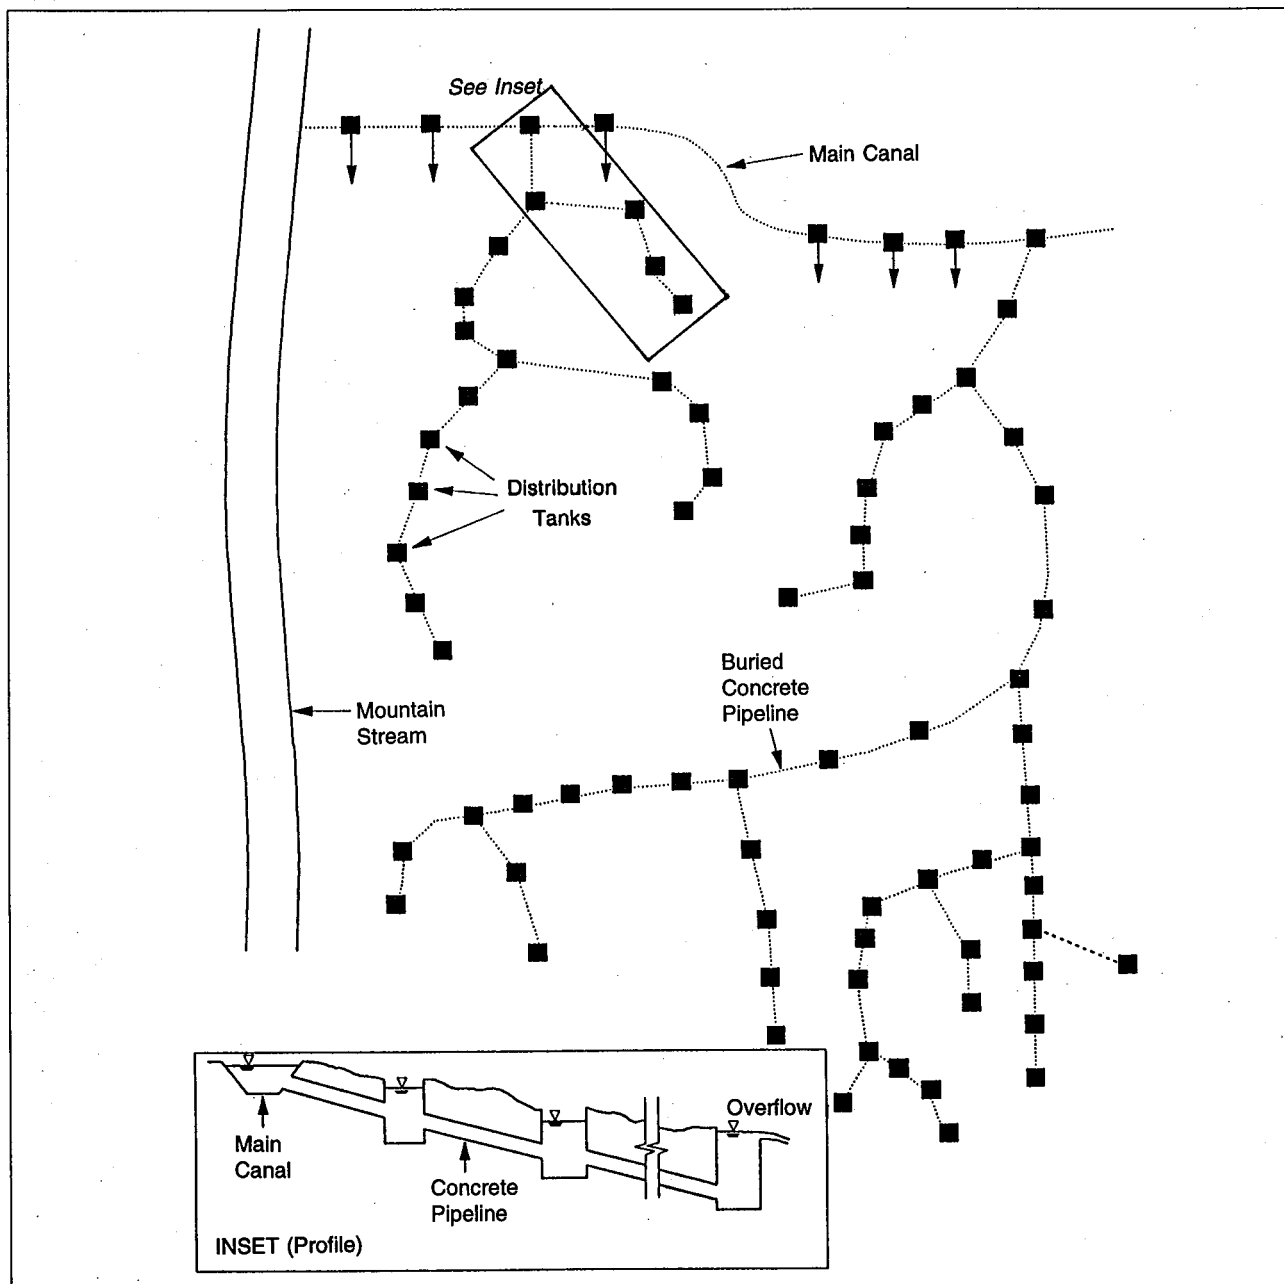 See Inset
Main Canal
Distribution
Tanks
Buried
Concrete
Pipeline
Mountain
Stream
Overflow
Main
Canal
Concrete
Pipeline
INSET (Profile)